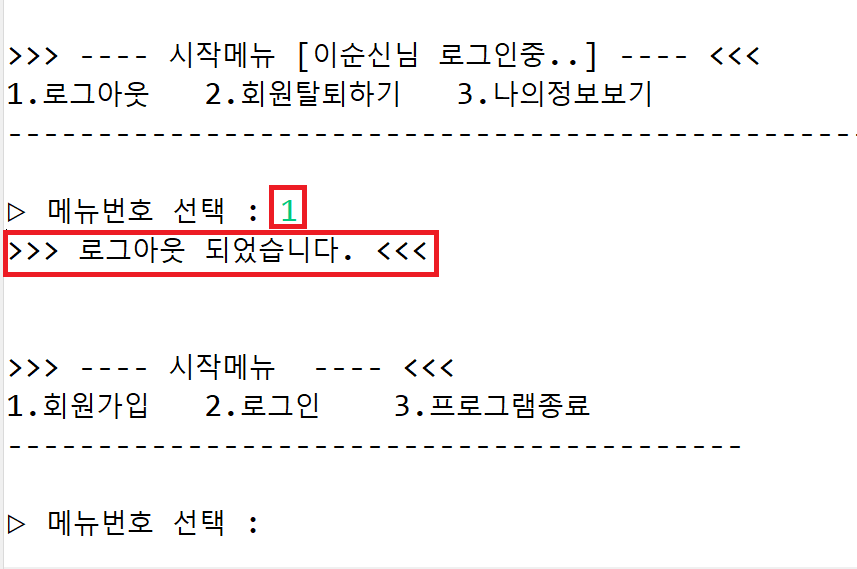 >>> ---- 시작메뉴 [이순신님 로그인중..] ---- <<<
1.로그아웃   2.회원탈퇴하기   3.나의정보보기
-----------------------------------------------
▷ 메뉴번호 선택 : 1
>>> 로그아웃 되었습니다. <<<
>>> ---- 시작메뉴  ---- <<<
1.회원가입   2.로그인    3.프로그램종료
-----------------------------------------
▷ 메뉴번호 선택 :